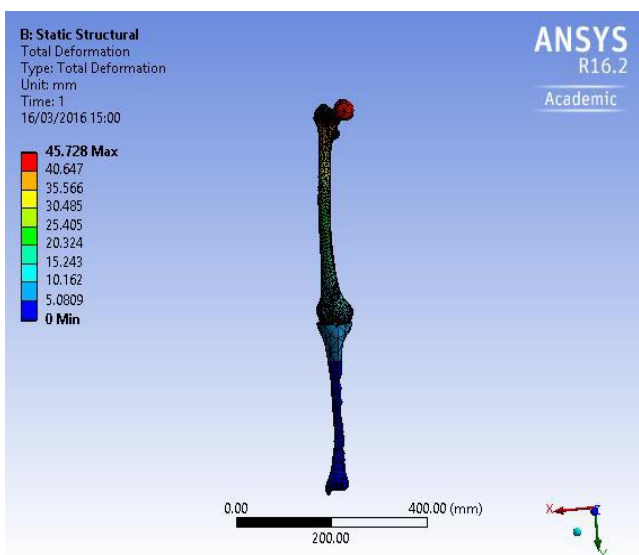 B: Static Structural
Total Deformation
Type: Total Deformation
Unit: mm
Time: 1
16/03/2016 15:00
45.728 Max
40.647
35.566
30.485
25.405
20.324
15.243
10.162
5.0809
0 Min
ANSYS
R16.2
Academic
0.00
400.00 (mm)
200.00
X